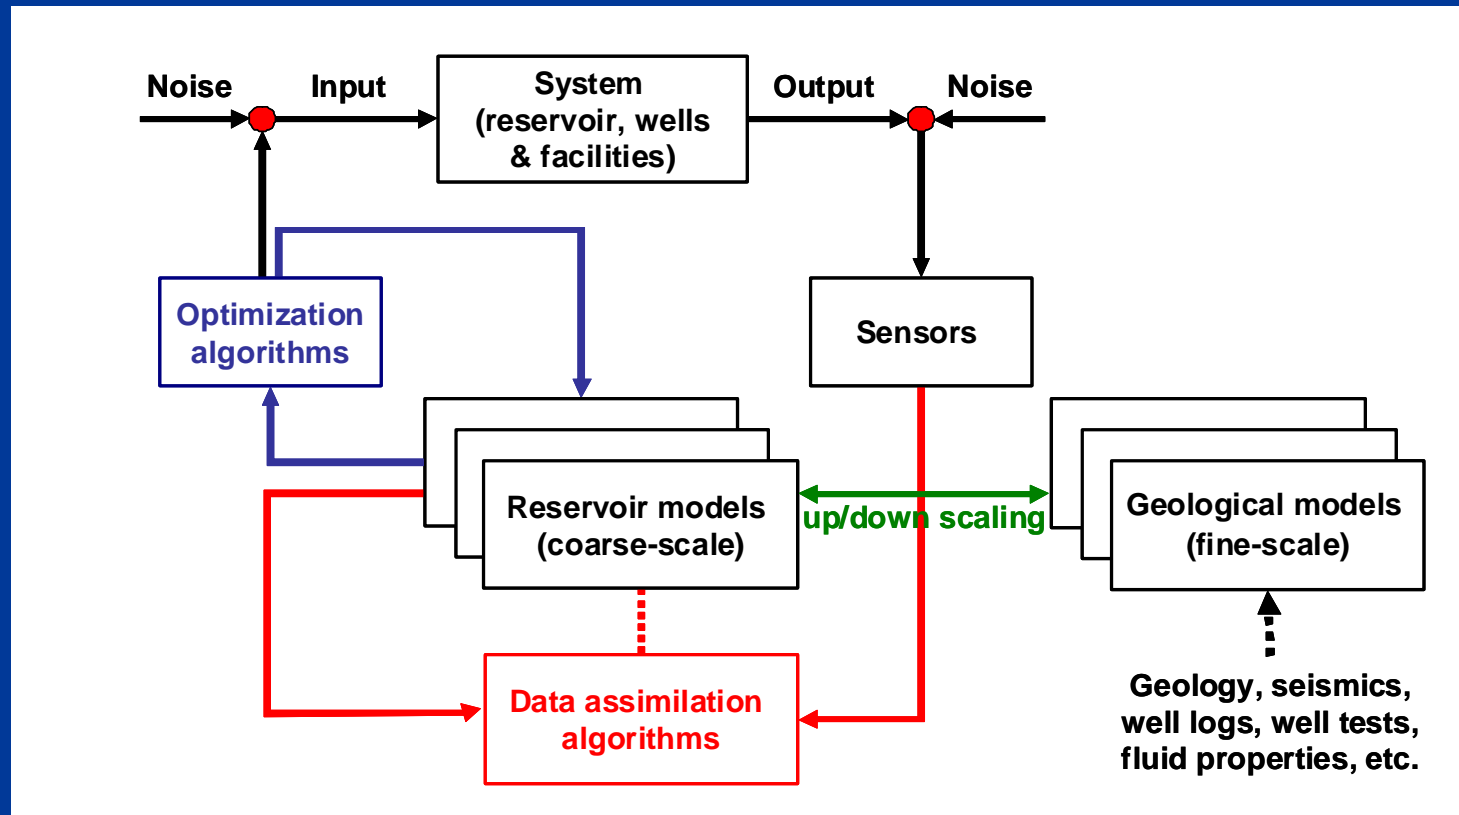 Noise
Input
System
(reservoir, wells
& facilities)
Output
Noise
Optimization
algorithms
Sensors
Reservoir models
(coarse-scale)
up/down scaling
Geological models
(fine-scale)
Data assimilation
algorithms
Geology, seismics,
well logs, well tests,
fluid properties, etc.